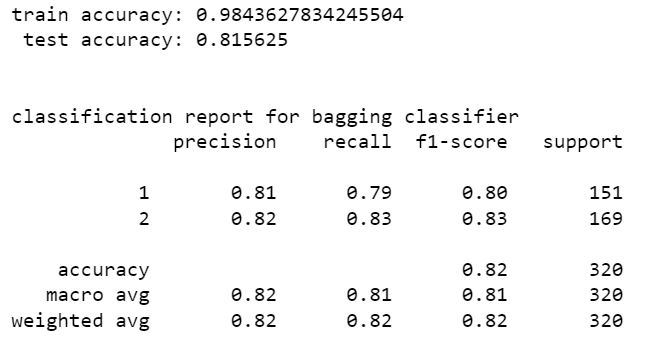 train accuracy: 0.9843627834245504
test accuracy: 0.815625
classification report for bagging classifier
precision recall f1-score support
1 0.81 0.79 0.80 151
2 0.82 0.83 0.83 169
accuracy 0.82 320
macro avg 0.82 0.81 0.81 320
weighted avg 0.82 0.82 0.82 320